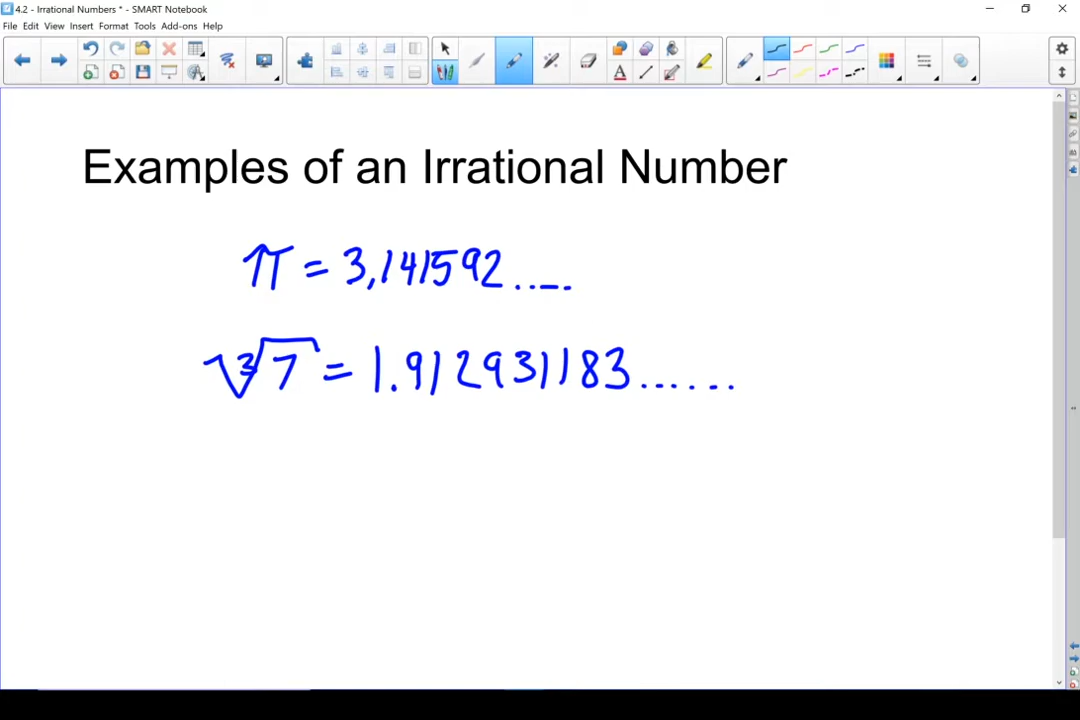 4.2 - Irrational Numbers * - SMART Notebook
File Edit View Insert Format Tools Add-ons Help
Examples of an Irrational Number
π = 3,141592......
∛7 = 1.912931183......